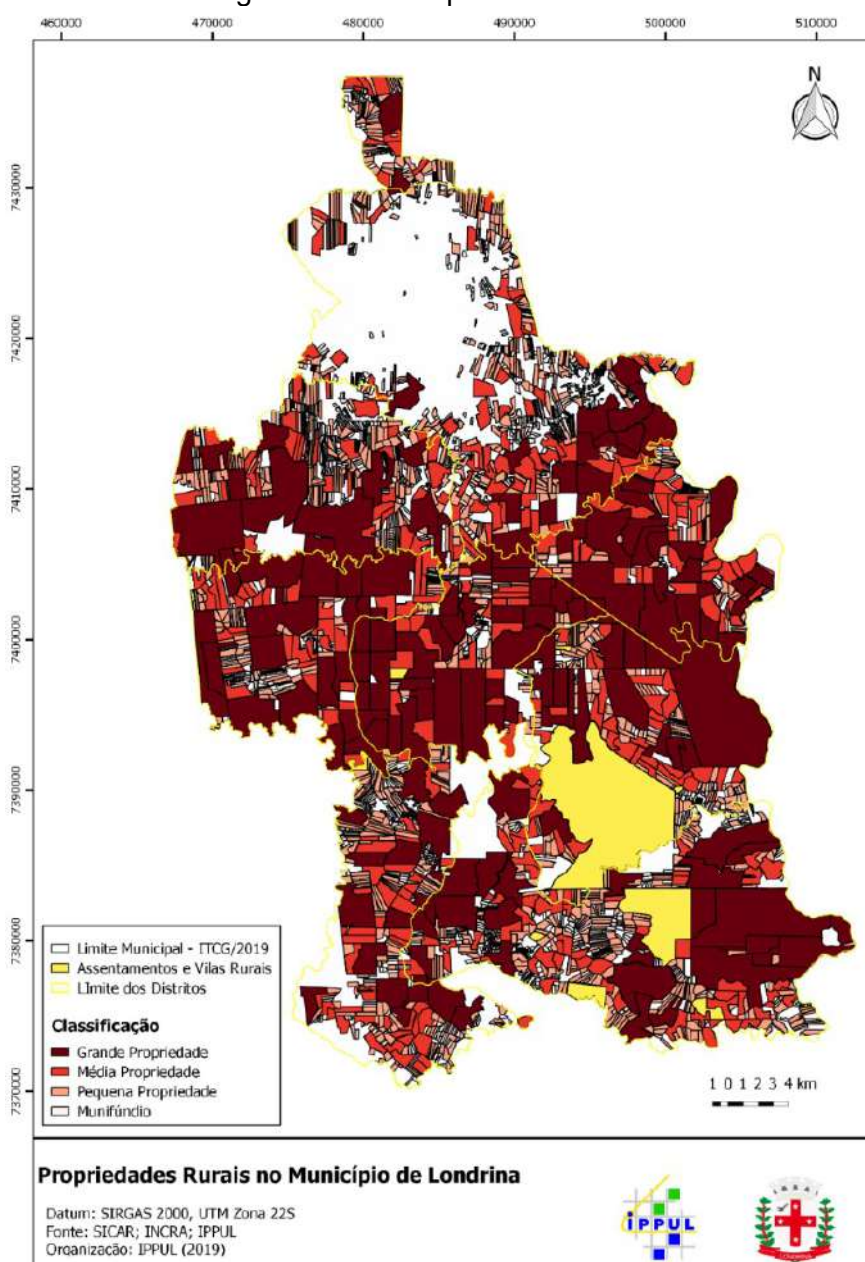 460000 470000 480000 490000 500000 510000
N
7430000
7420000
7410000
7400000
7390000
7380000
7370000
Limite Municipal - ITCG/2019
Assentamentos e Vilas Rurais
LImite dos Distritos
Classificação
Grande Propriedade
Média Propriedade
Pequena Propriedade
Munifúndio
1 0 1 2 3 4 km
Propriedades Rurais no Município de Londrina
Datum: SIRGAS 2000, UTM Zona 22S
Fonte: SICAR; INCRA; IPPUL
Organização: IPPUL (2019)
iPPUL
LONDRINA